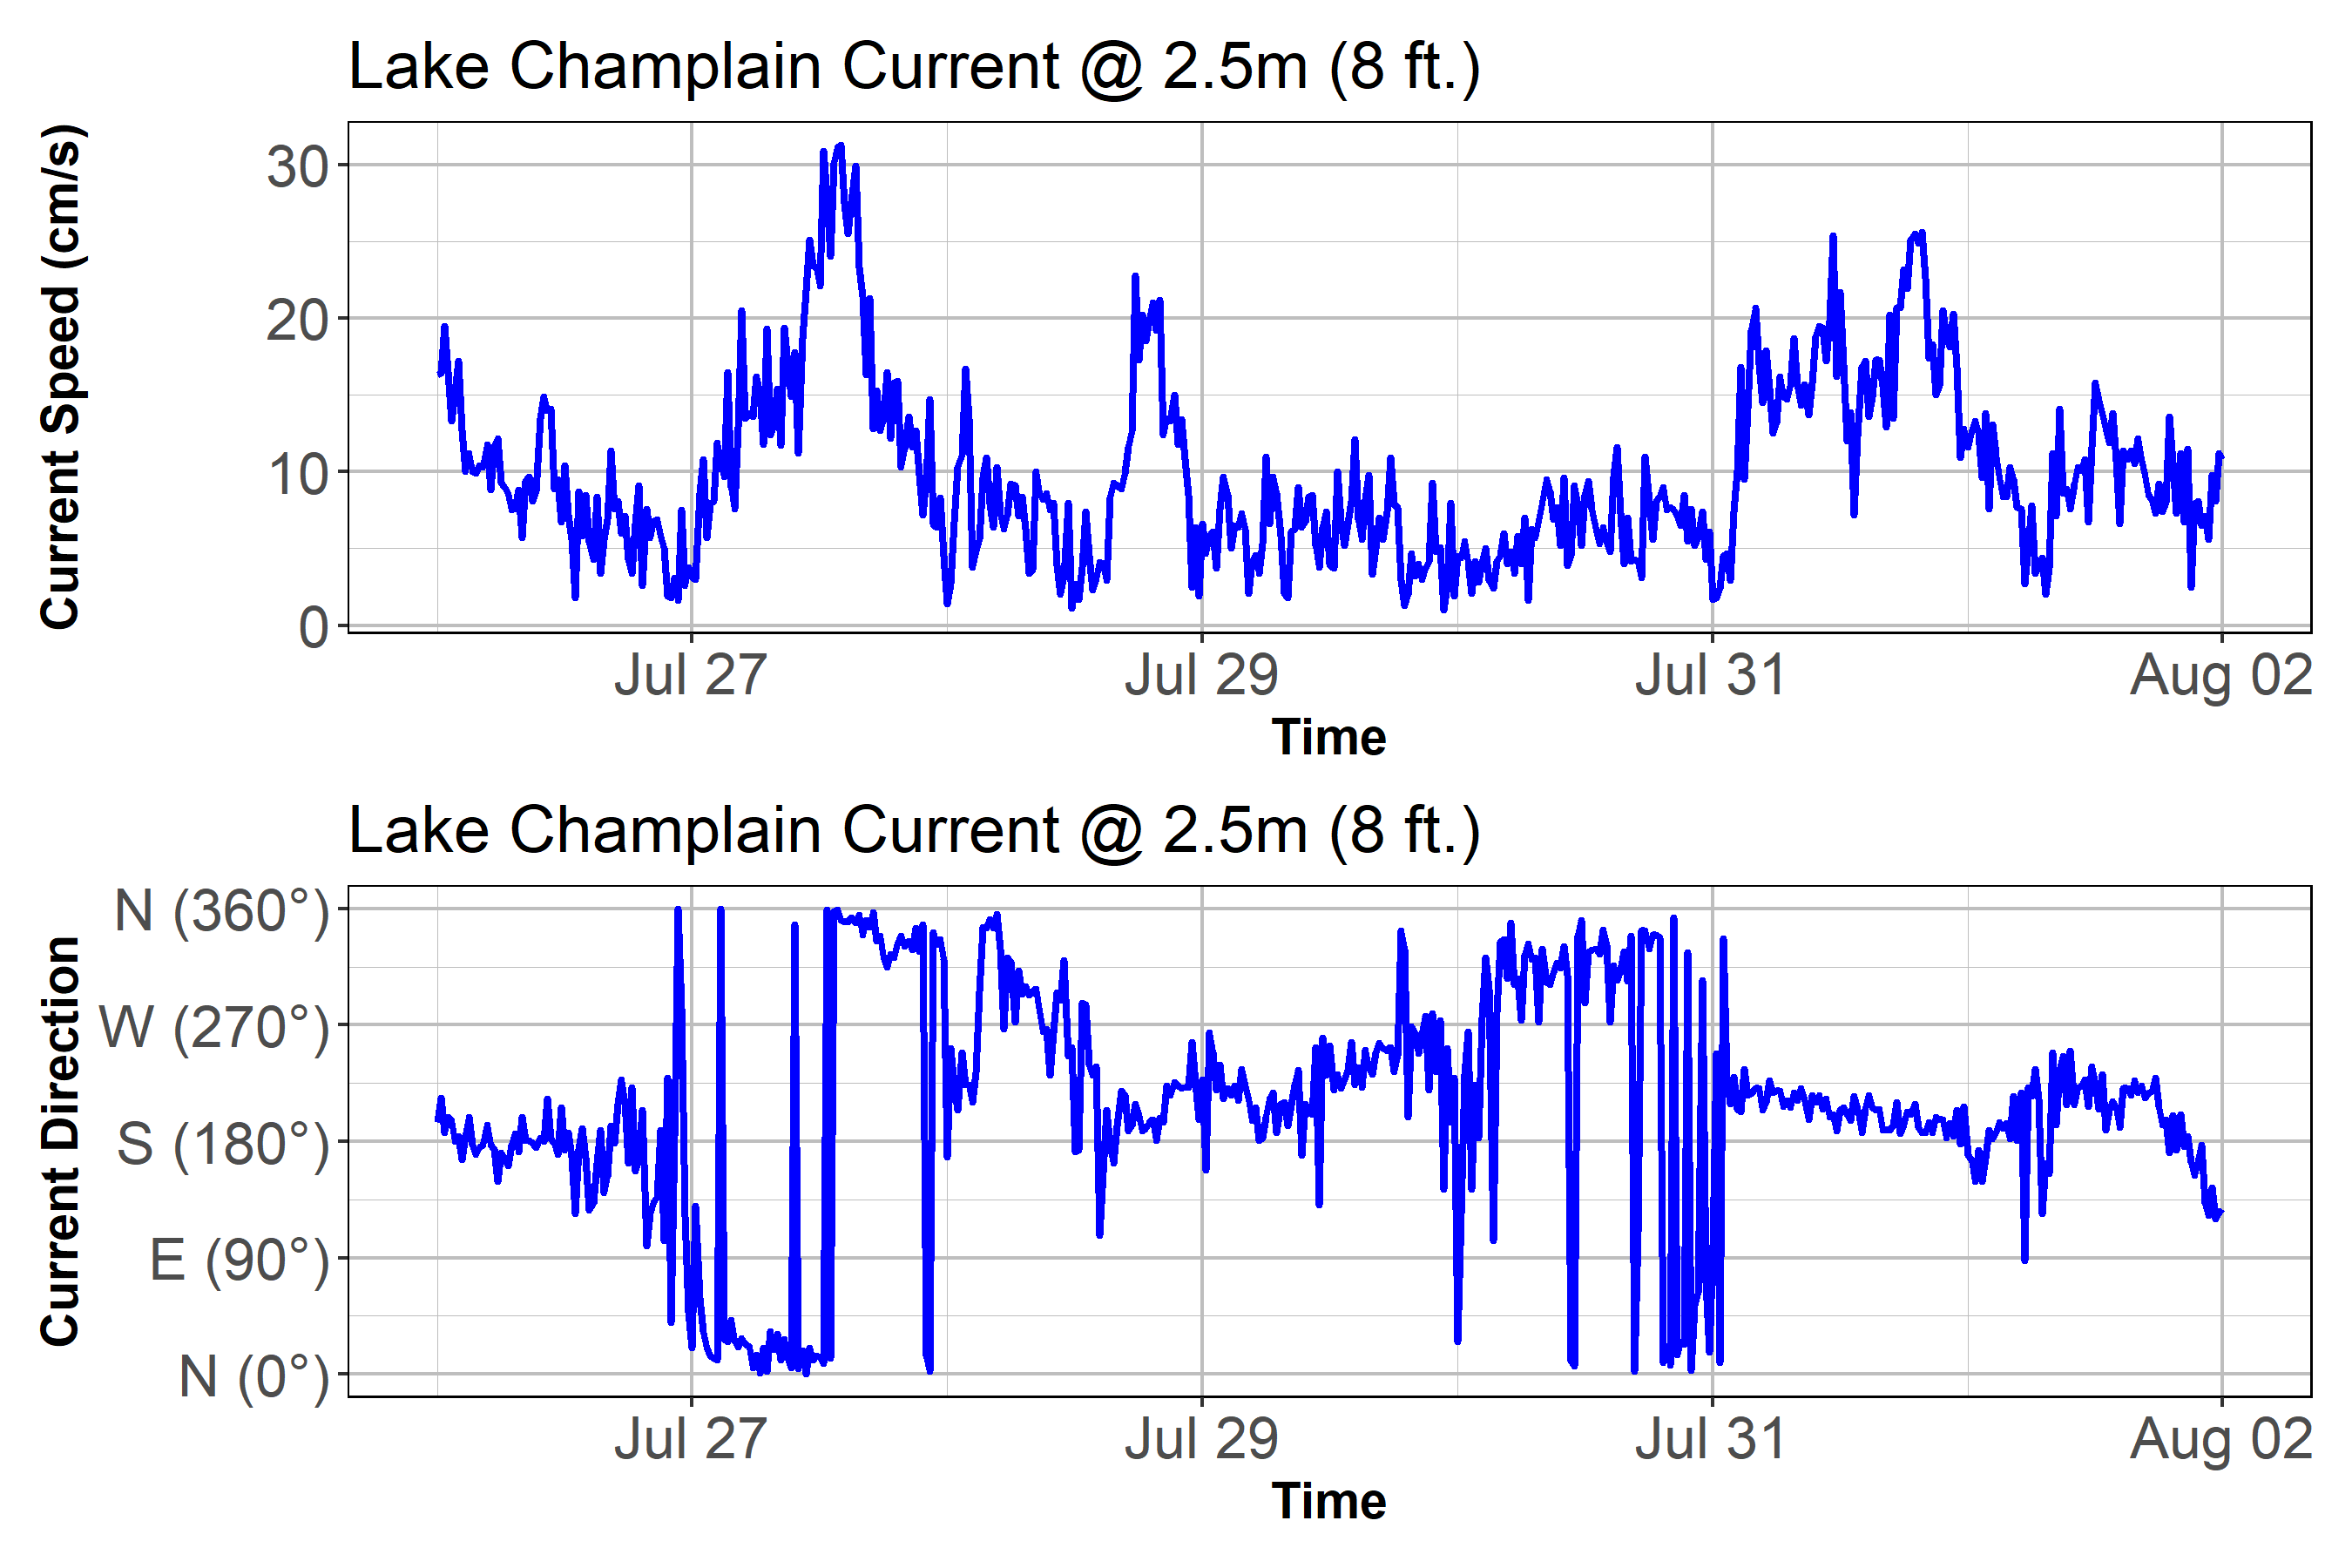 Lake Champlain Current @ 2.5m (8 ft.)
Current Speed (cm/s)
30
20
10
0
Jul 27 Jul 29 Jul 31 Aug 02
Time
Lake Champlain Current @ 2.5m (8 ft.)
Current Direction
N (360°)
W (270°)
S (180°)
E (90°)
N (0°)
Jul 27 Jul 29 Jul 31 Aug 02
Time